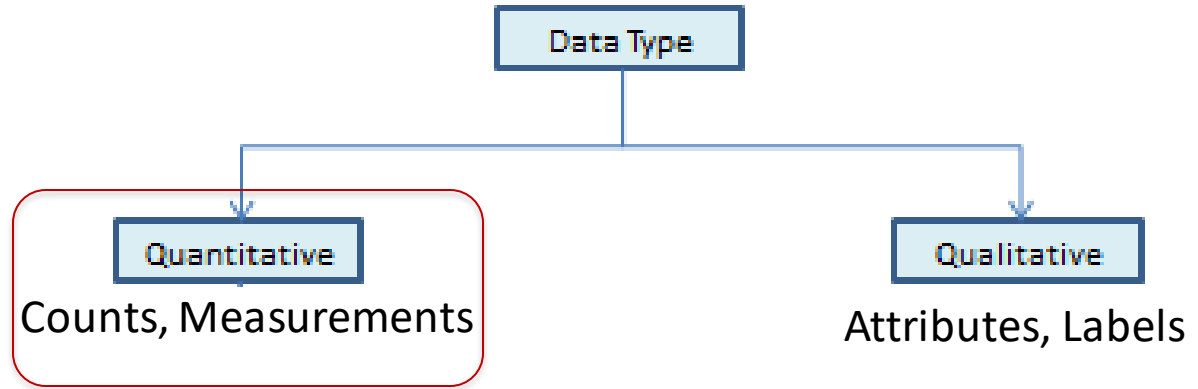 Data Type
Quantitative
Qualitative
Counts, Measurements
Attributes, Labels